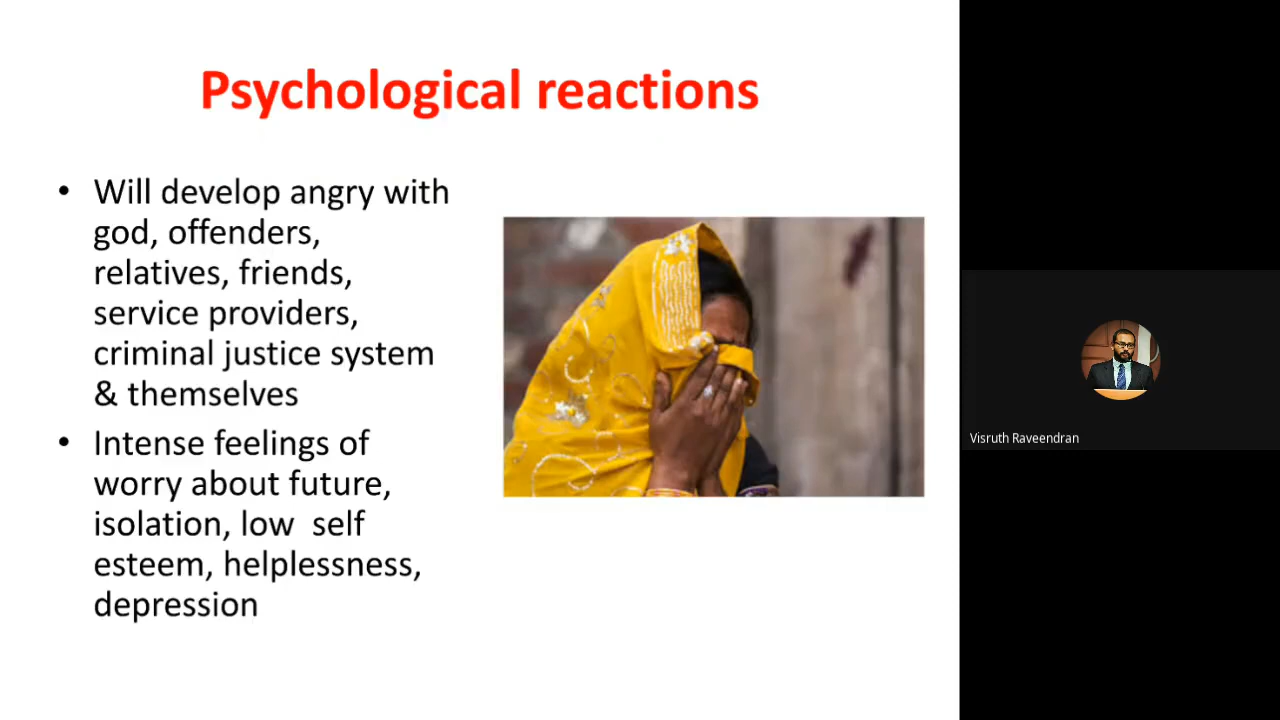 Psychological reactions
• Will develop angry with
god, offenders,
relatives, friends,
service providers,
criminal justice system
& themselves
• Intense feelings of
worry about future,
isolation, low  self
esteem, helplessness,
depression
Visruth Raveendran